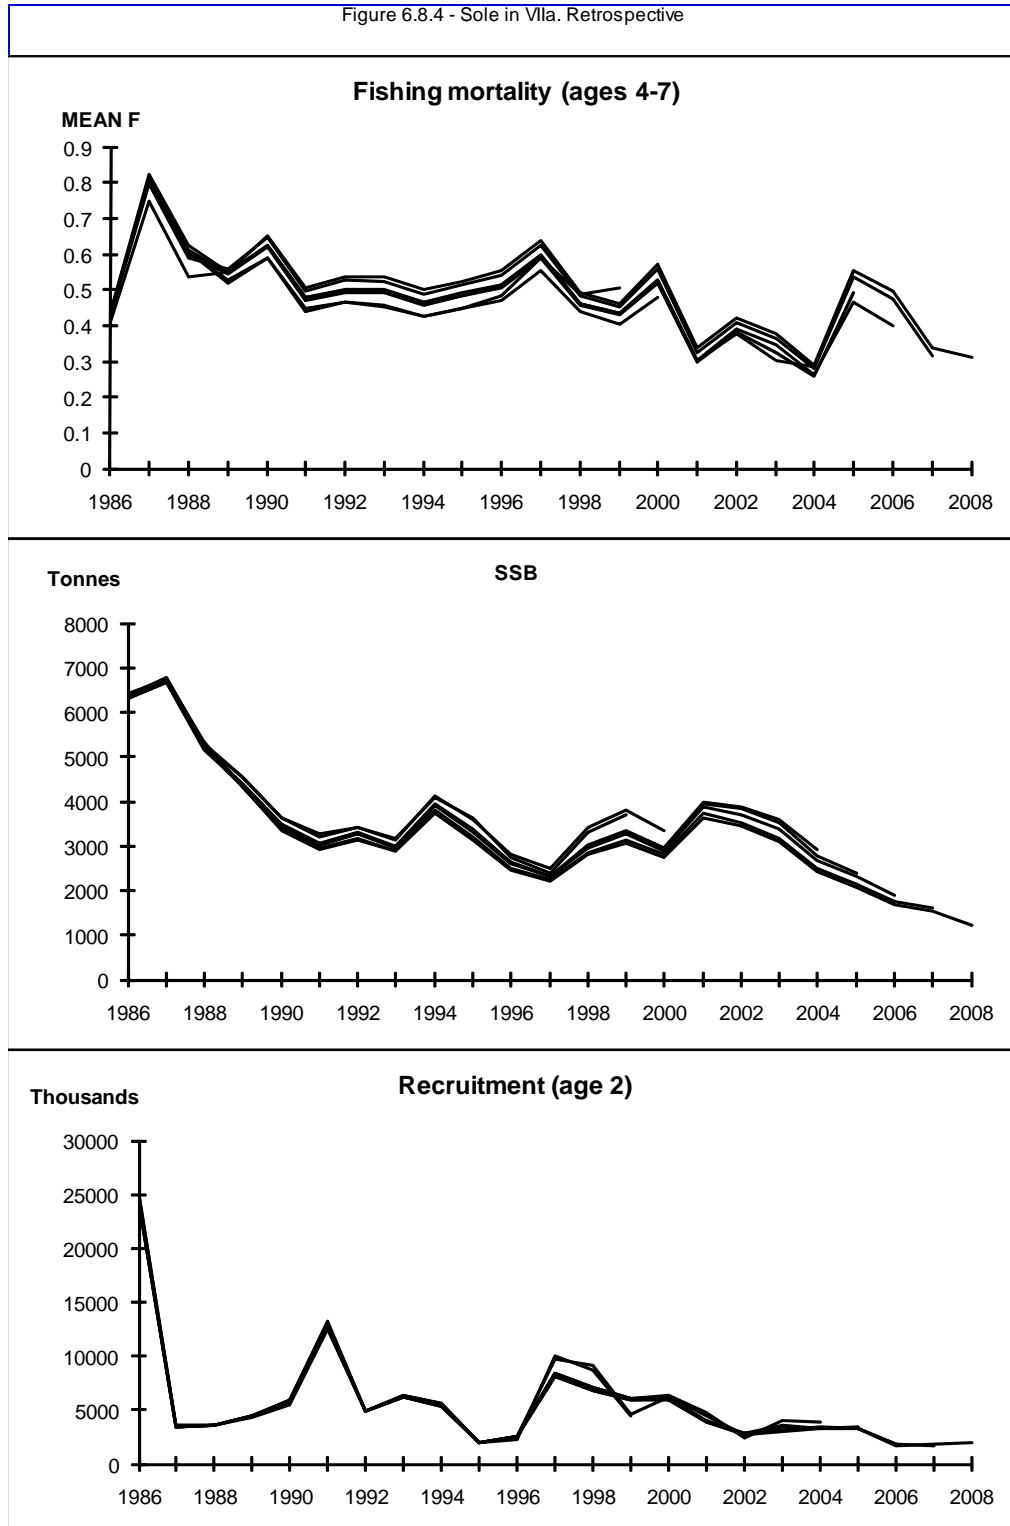 Figure 6.8.4 - Sole in VIIa. Retrospective
Fishing mortality (ages 4-7)
MEAN F
0.9
0.8
0.7
0.6
0.5
0.4
0.3
0.2
0.1
0
1986 1988 1990 1992 1994 1996 1998 2000 2002 2004 2006 2008
SSB
Tonnes
8000
7000
6000
5000
4000
3000
2000
1000
0
1986 1988 1990 1992 1994 1996 1998 2000 2002 2004 2006 2008
Recruitment (age 2)
Thousands
30000
25000
20000
15000
10000
5000
0
1986 1988 1990 1992 1994 1996 1998 2000 2002 2004 2006 2008